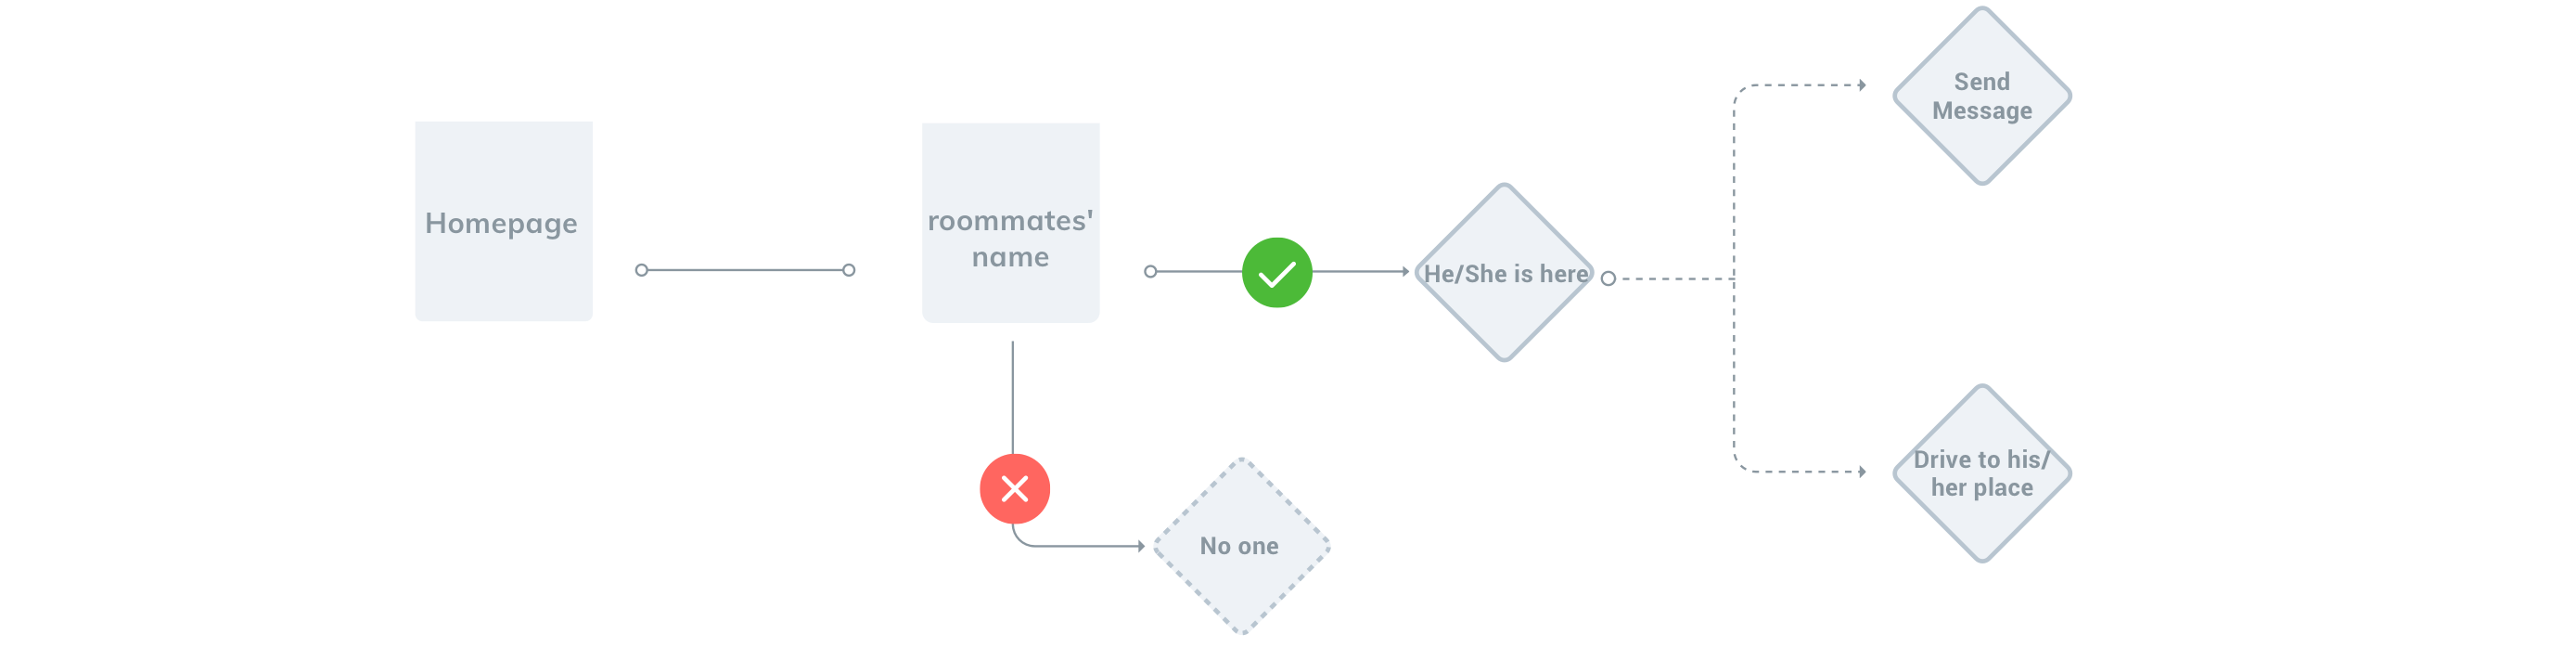 Homepage
roommates'
name
He/She is here
Send
Message
Drive to his/
her place
No one